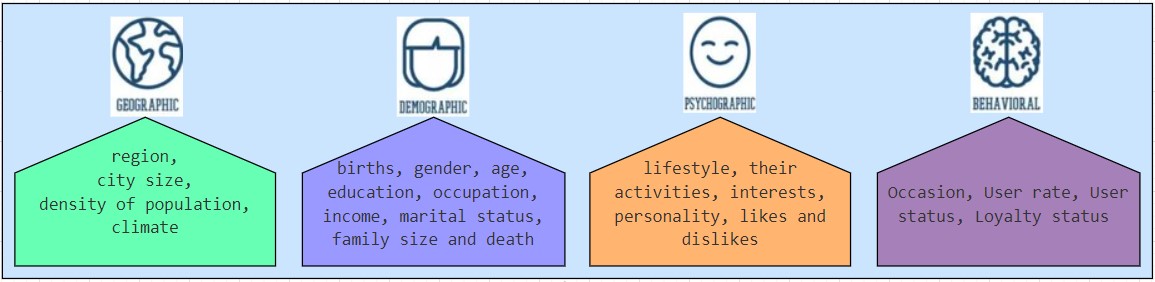 GEOGRAPHIC
region,
city size,
density of population,
climate
DEMOGRAPHIC
births, gender, age,
education, occupation,
income, marital status,
family size and death
PSYCHOGRAPHIC
lifestyle, their
activities, interests,
personality, likes and
dislikes
BEHAVIORAL
Occasion, User rate, User
status, Loyalty status